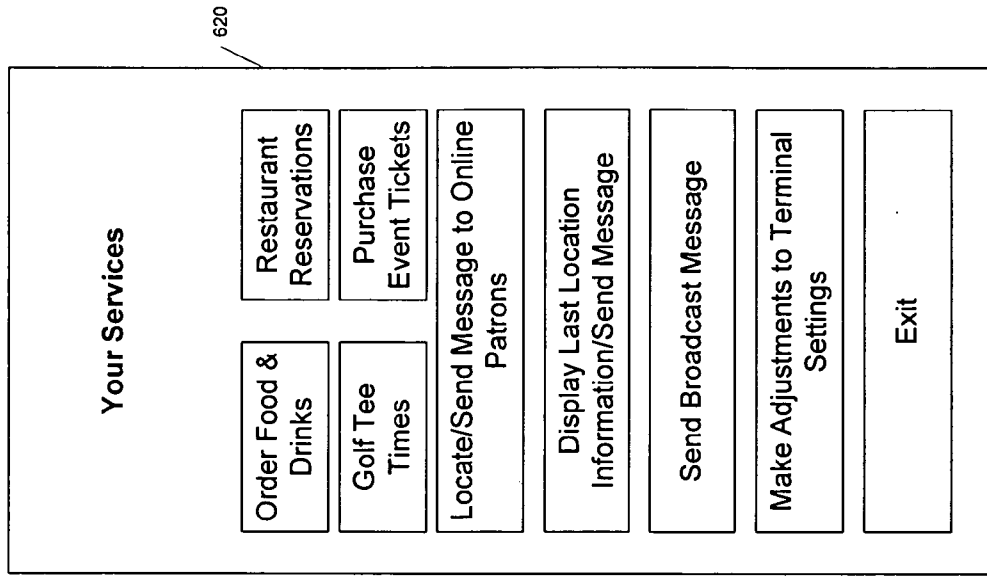 620
Your Services
Order Food &
Drinks
Restaurant
Reservations
Golf Tee
Times
Purchase
Event Tickets
Locate/Send Message to Online
Patrons
Display Last Location
Information/Send Message
Send Broadcast Message
Make Adjustments to Terminal
Settings
Exit